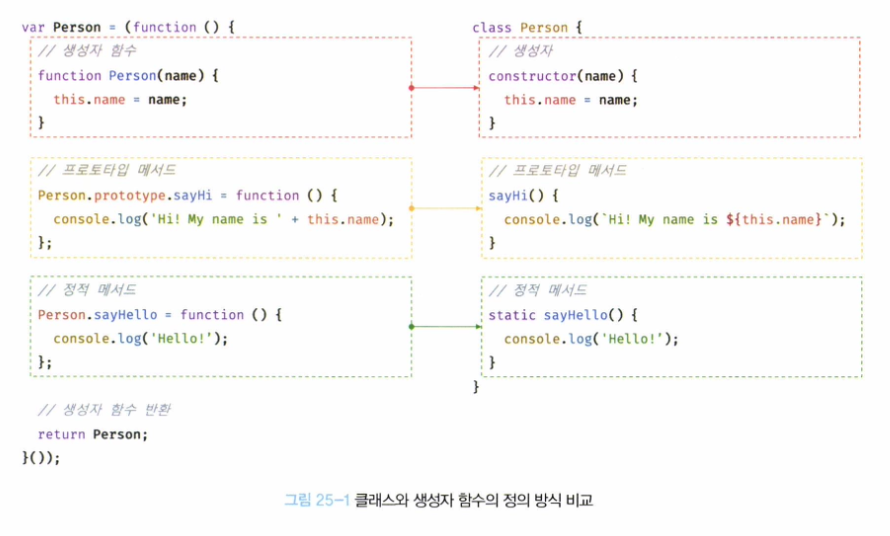 var Person = (function () {
// 생성자 함수
function Person(name) {
this.name = name;
}
// 프로토타입 메서드
Person.prototype.sayHi = function () {
console.log('Hi! My name is ' + this.name);
};
// 정적 메서드
Person.sayHello = function () {
console.log('Hello!');
};
// 생성자 함수 반환
return Person;
}());
class Person {
// 생성자
constructor(name) {
this.name = name;
}
// 프로토타입 메서드
sayHi() {
console.log(`Hi! My name is ${this.name}`);
}
// 정적 메서드
static sayHello() {
console.log('Hello!');
}
}
그림 25-1 클래스와 생성자 함수의 정의 방식 비교